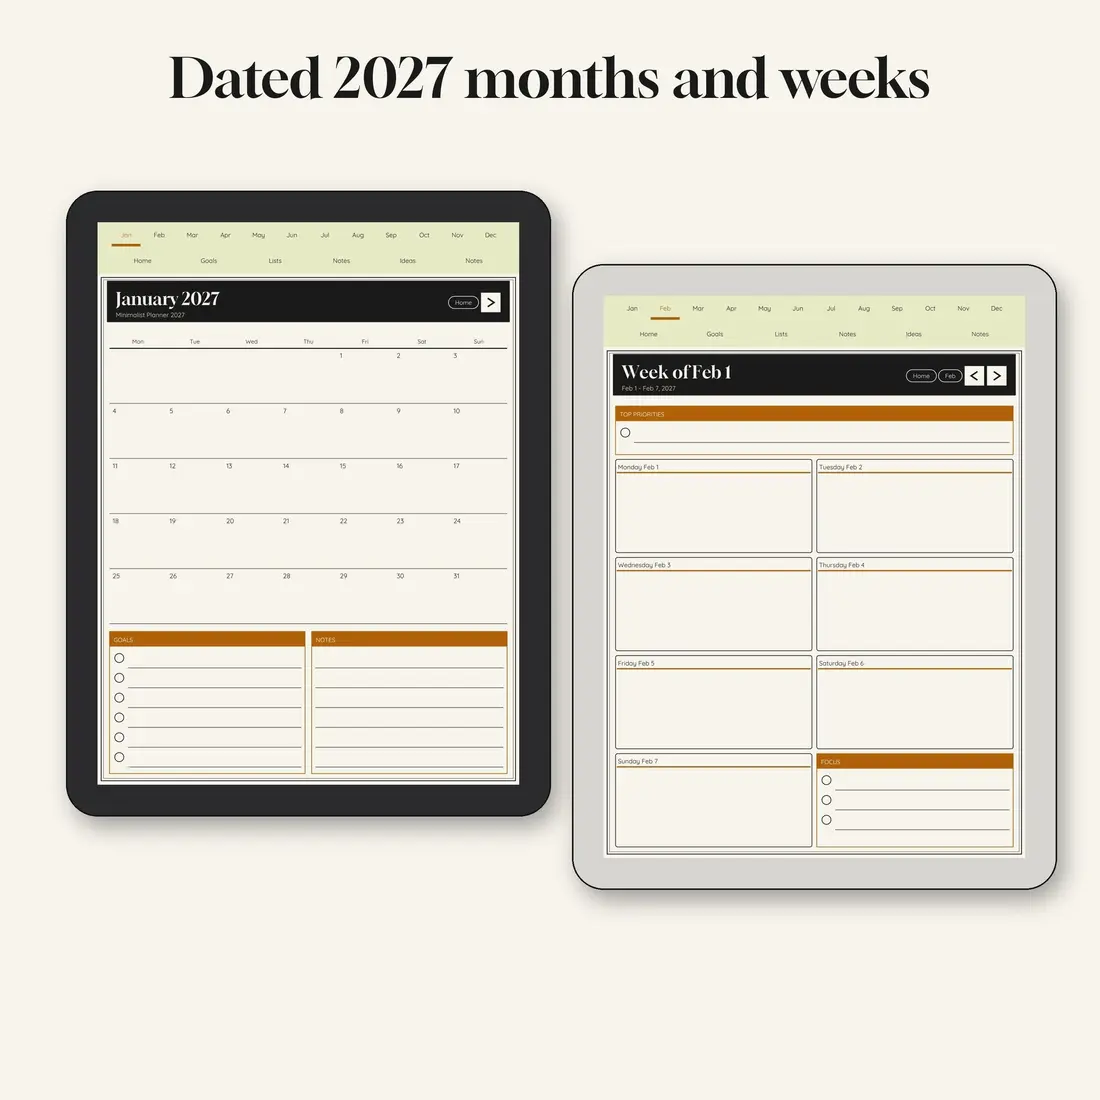 Dated 2027 months and weeks
Jan Feb Mar Apr May Jun Jul Aug Sep Oct Nov Dec
Home Goals Lists Notes Ideas Notes
January 2027
Home >
Minimalist Planner 2027
Mon Tue Wed Thu Fri Sat Sun
1 2 3
4 5 6 7 8 9 10
11 12 13 14 15 16 17
18 19 20 21 22 23 24
25 26 27 28 29 30 31
GOALS
NOTES
Jan Feb Mar Apr May Jun Jul Aug Sep Oct Nov Dec
Home Goals Lists Notes Ideas Notes
Week of Feb 1
Home Feb < >
Feb 1 - Feb 7, 2027
TOP PRIORITIES
Monday Feb 1
Tuesday Feb 2
Wednesday Feb 3
Thursday Feb 4
Friday Feb 5
Saturday Feb 6
Sunday Feb 7
FOCUS